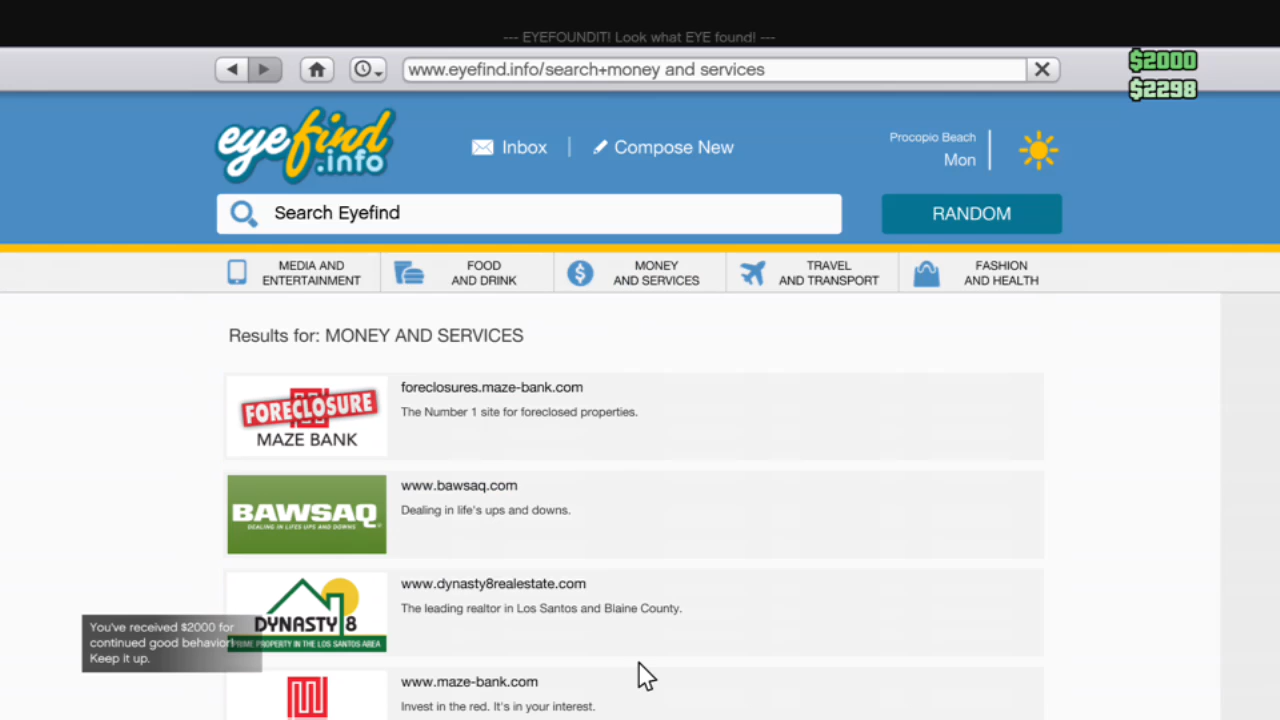 --- EYEFOUNDIT! Look what EYE found! ---
www.eyefind.info/search+money and services
$2000
$2298
eyefind
.info
Inbox
Compose New
Procopio Beach
Mon
Search Eyefind
RANDOM
MEDIA AND
ENTERTAINMENT
FOOD
AND DRINK
MONEY
AND SERVICES
TRAVEL
AND TRANSPORT
FASHION
AND HEALTH
Results for: MONEY AND SERVICES
FORECLOSURE
MAZE BANK
foreclosures.maze-bank.com
The Number 1 site for foreclosed properties.
BAWSAQ
DEALING IN LIFE'S UPS AND DOWNS
www.bawsaq.com
Dealing in life's ups and downs.
DYNASTY 8
PRIME PROPERTY IN THE LOS SANTOS AREA
www.dynasty8realestate.com
The leading realtor in Los Santos and Blaine County.
You've received $2000 for
continued good behavior!
Keep it up.
www.maze-bank.com
Invest in the red. It's in your interest.